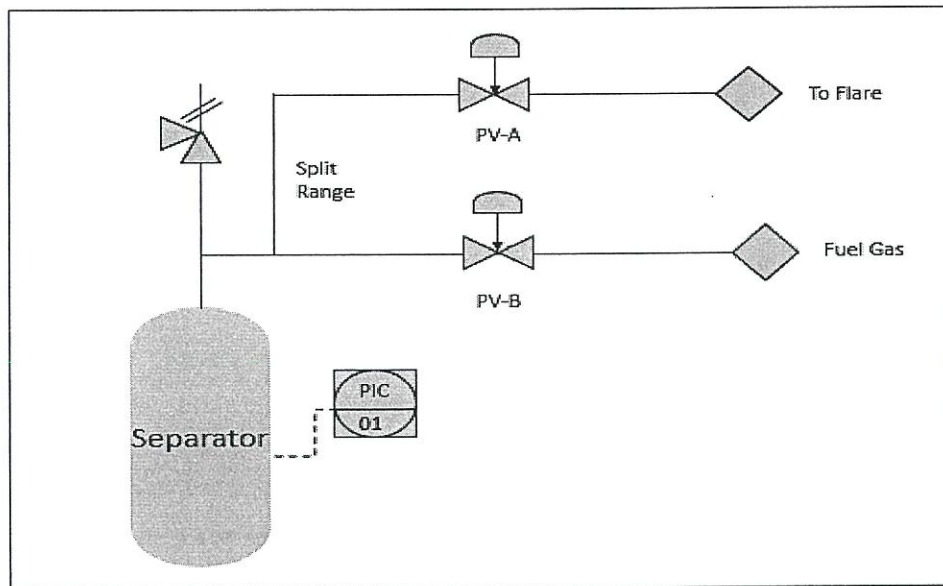 To Flare
PV-A
Split
Range
Fuel Gas
PV-B
PIC
01
Separator